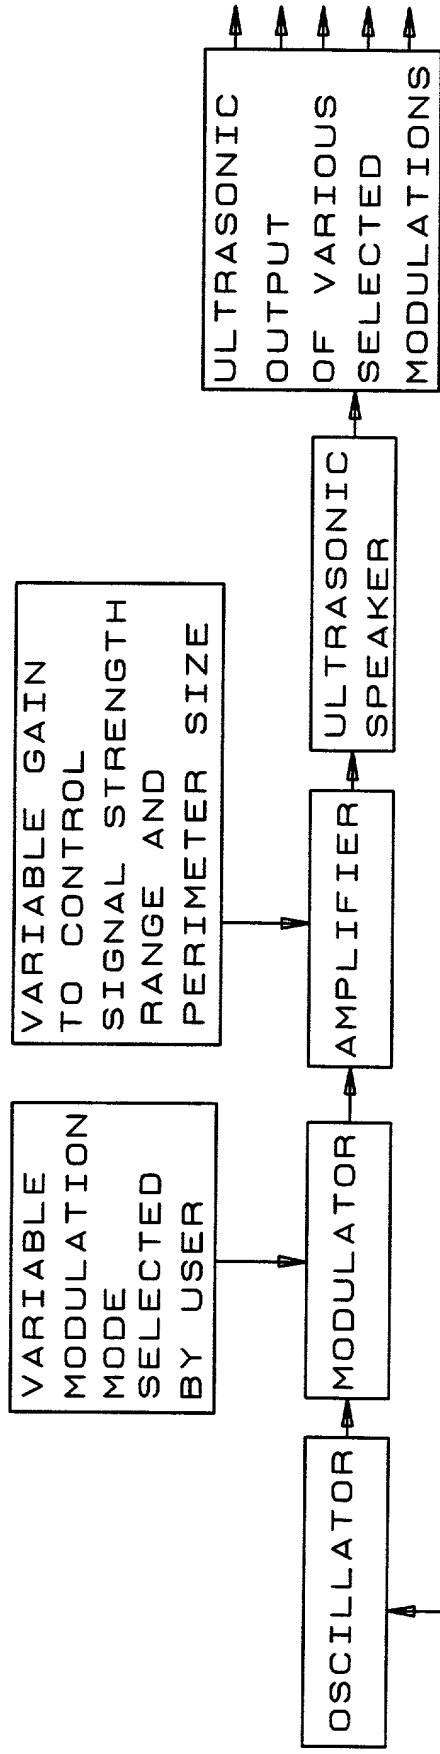 VARIABLE
MODULATION
MODE
SELECTED
BY USER
VARIABLE GAIN
TO CONTROL
SIGNAL STRENGTH
RANGE AND
PERIMETER SIZE
OSCILLATOR
MODULATOR
AMPLIFIER
ULTRASONIC
SPEAKER
ULTRASONIC
OUTPUT
OF VARIOUS
SELECTED
MODULATIONS